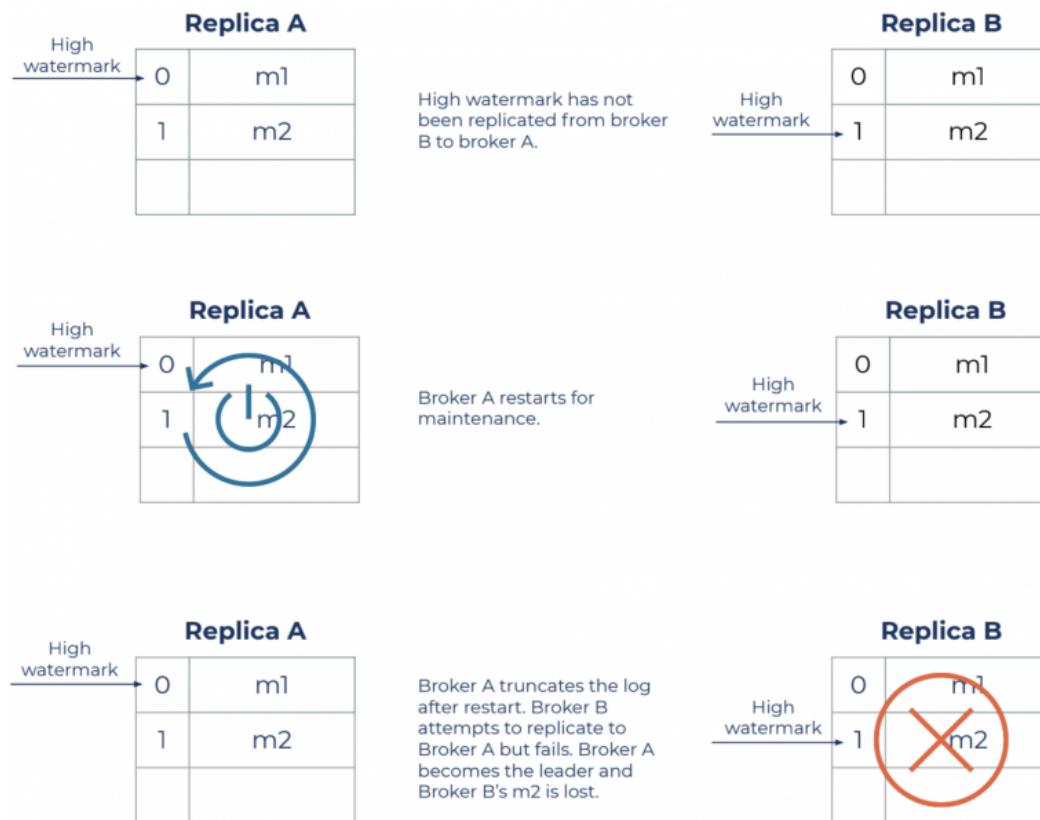 Replica A
Replica B
High
watermark
0 m1
1 m2
High watermark has not
been replicated from broker
B to broker A.
High
watermark
0 m1
1 m2
Replica A
Replica B
High
watermark
0 m1
1 m2
Broker A restarts for
maintenance.
High
watermark
0 m1
1 m2
Replica A
Replica B
High
watermark
0 m1
1 m2
Broker A truncates the log
after restart. Broker B
attempts to replicate to
Broker A but fails. Broker A
becomes the leader and
Broker B's m2 is lost.
High
watermark
0 m1
1 m2